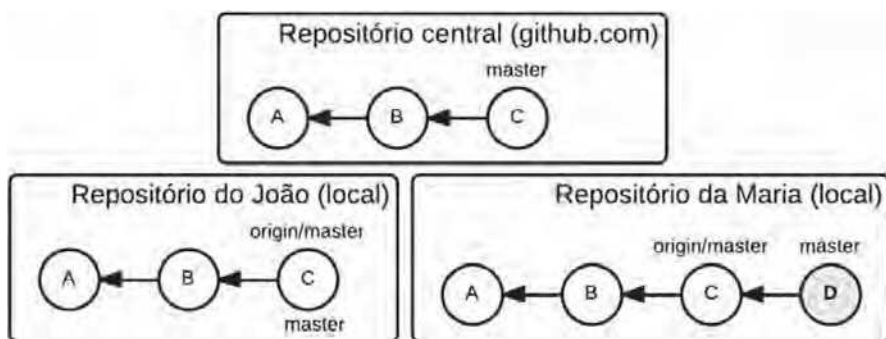 Repositório central (github.com)
master
A B C
Repositório do João (local)
origin/master
A B C
master
Repositório da Maria (local)
origin/master master
A B C D